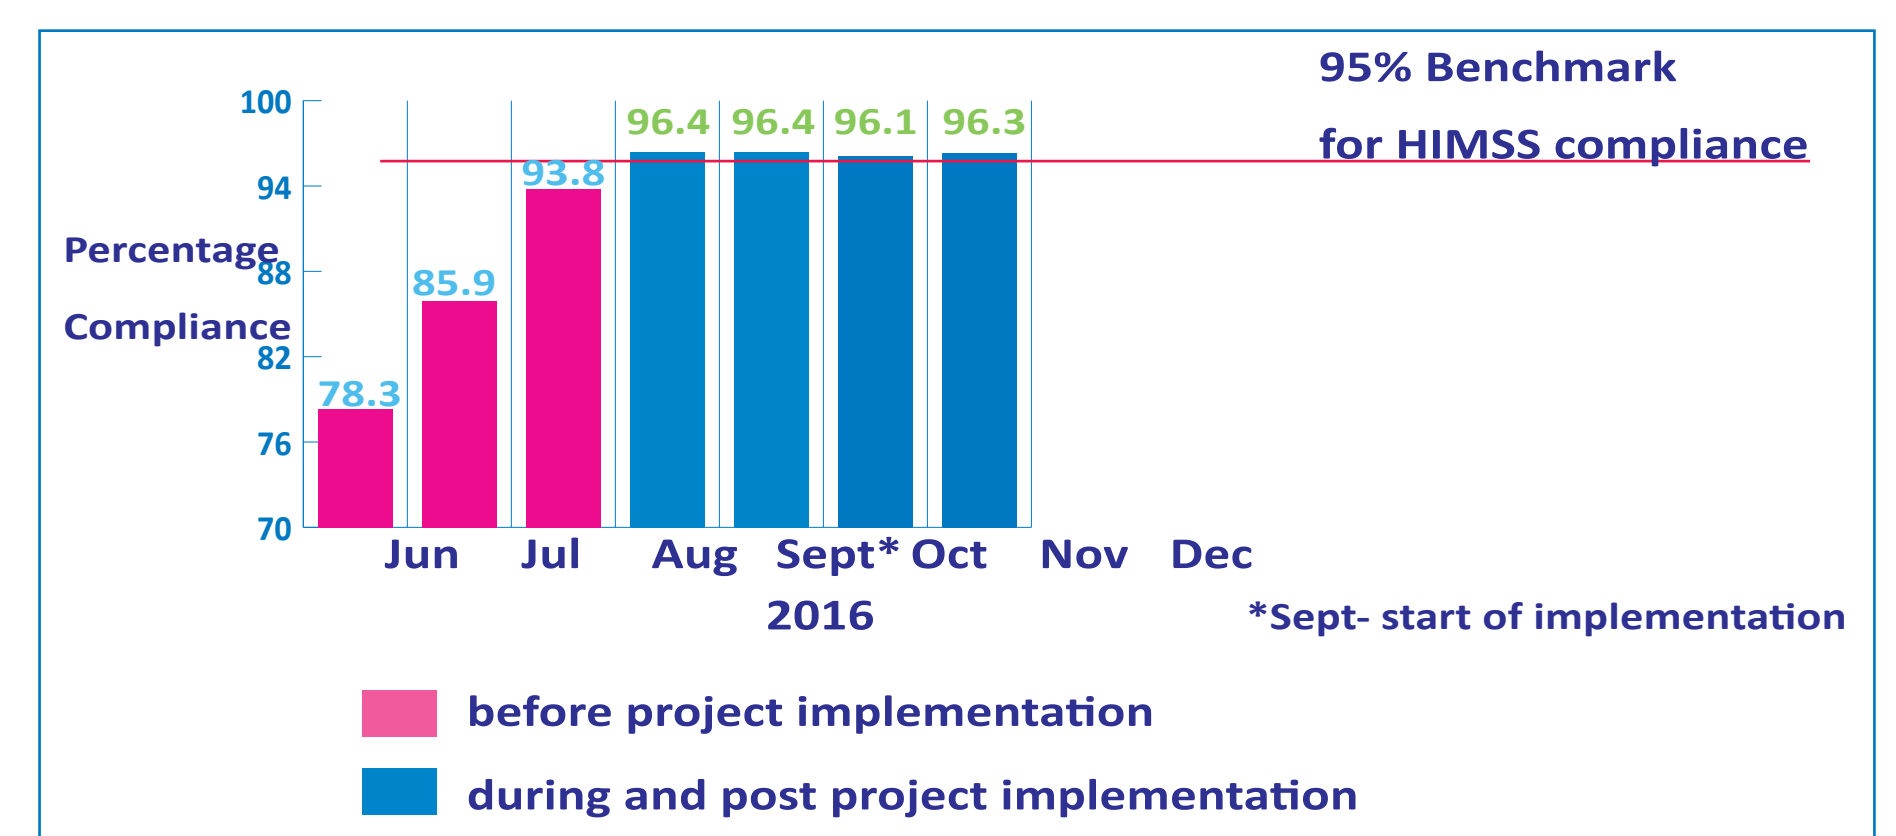 95% Benchmark
for HIMSS compliance
100
96.4 96.4 96.1 96.3
94
93.8
Percentage
88
85.9
Compliance
82
78.3
76
70
Jun Jul Aug Sept* Oct Nov Dec
2016
*Sept- start of implementation
before project implementation
during and post project implementation